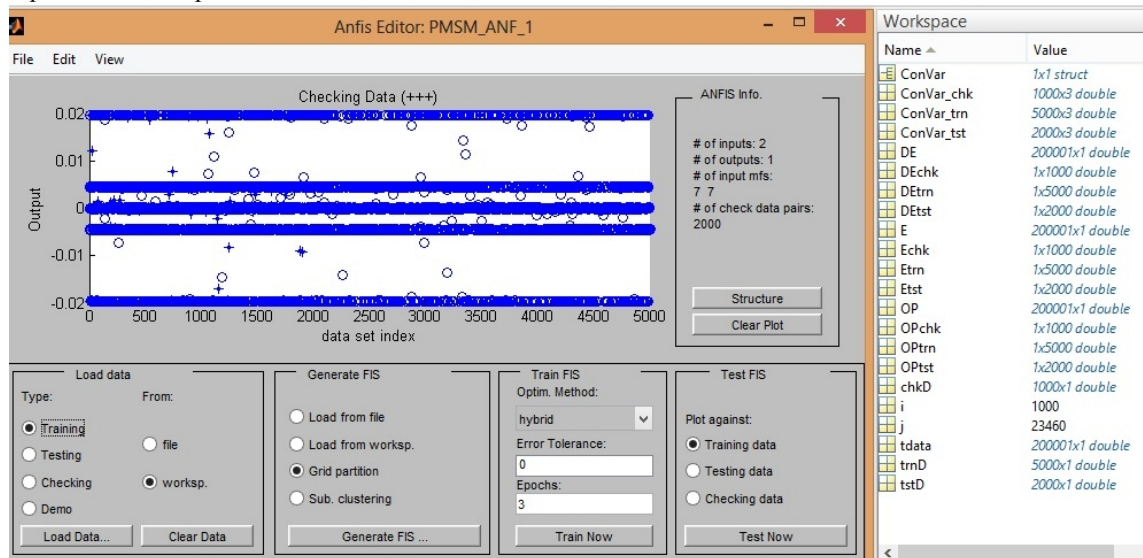 Anfis Editor: PMSM_ANF_1
File Edit View
Checking Data (+++)
0.02
0.01
0
-0.01
-0.02
Output
0 500 1000 1500 2000 2500 3000 3500 4000 4500 5000
data set index
ANFIS Info.
# of inputs: 2
# of outputs: 1
# of input mfs:
7 7
# of check data pairs:
2000
Structure
Clear Plot
Load data
Type:
From:
Training
Testing
Checking
Demo
file
worksp.
Load Data...
Clear Data
Generate FIS
Load from file
Load from worksp.
Grid partition
Sub. clustering
Generate FIS ...
Train FIS
Optim. Method:
hybrid
Error Tolerance:
0
Epochs:
3
Train Now
Test FIS
Plot against:
Training data
Testing data
Checking data
Test Now
Workspace
Name Value
ConVar 1x1 struct
ConVar_chk 1000x3 double
ConVar_trn 5000x3 double
ConVar_tst 2000x3 double
DE 200001x1 double
DEchk 1x1000 double
DEtrn 1x5000 double
DEtst 1x2000 double
E 200001x1 double
Echk 1x1000 double
Etrn 1x5000 double
Etst 1x2000 double
OP 200001x1 double
OPchk 1x1000 double
OPtrn 1x5000 double
OPtst 1x2000 double
chkD 1000x1 double
i 1000
j 23460
tdata 200001x1 double
trnD 5000x1 double
tstD 2000x1 double